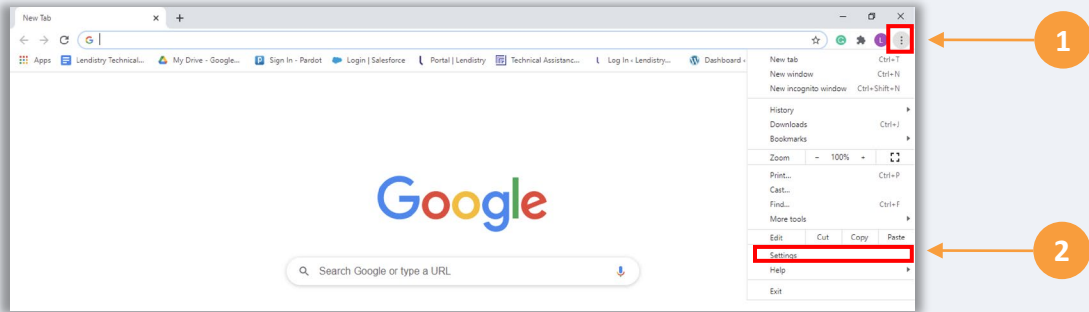 New Tab
Apps Lendistry Technical... My Drive - Google... Sign In - Pardot Login | Salesforce Portal | Lendistry Technical Assistanc... Log In ‹ Lendistry... Dashboard ‹
L
1
New tab Ctrl+T
New window Ctrl+N
New incognito window Ctrl+Shift+N
History
Downloads Ctrl+J
Bookmarks
Zoom - 100% +
Print... Ctrl+P
Cast...
Find... Ctrl+F
More tools
Edit Cut Copy Paste
Settings
2
Help
Exit
Google
Search Google or type a URL